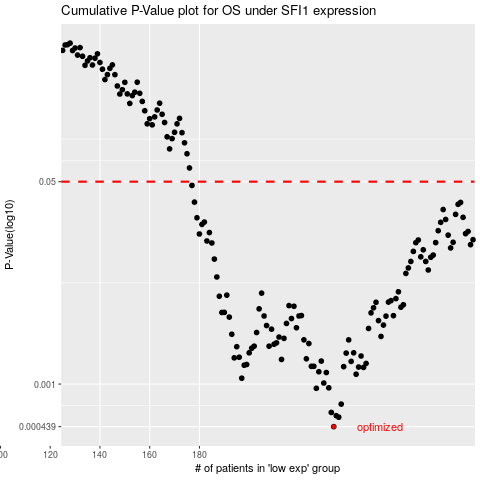 Cumulative P-Value plot for OS under SFI1 expression
P-Value(log10)
0.05
0.001
0.000439
optimized
00 120 140 160 180
# of patients in 'low exp' group